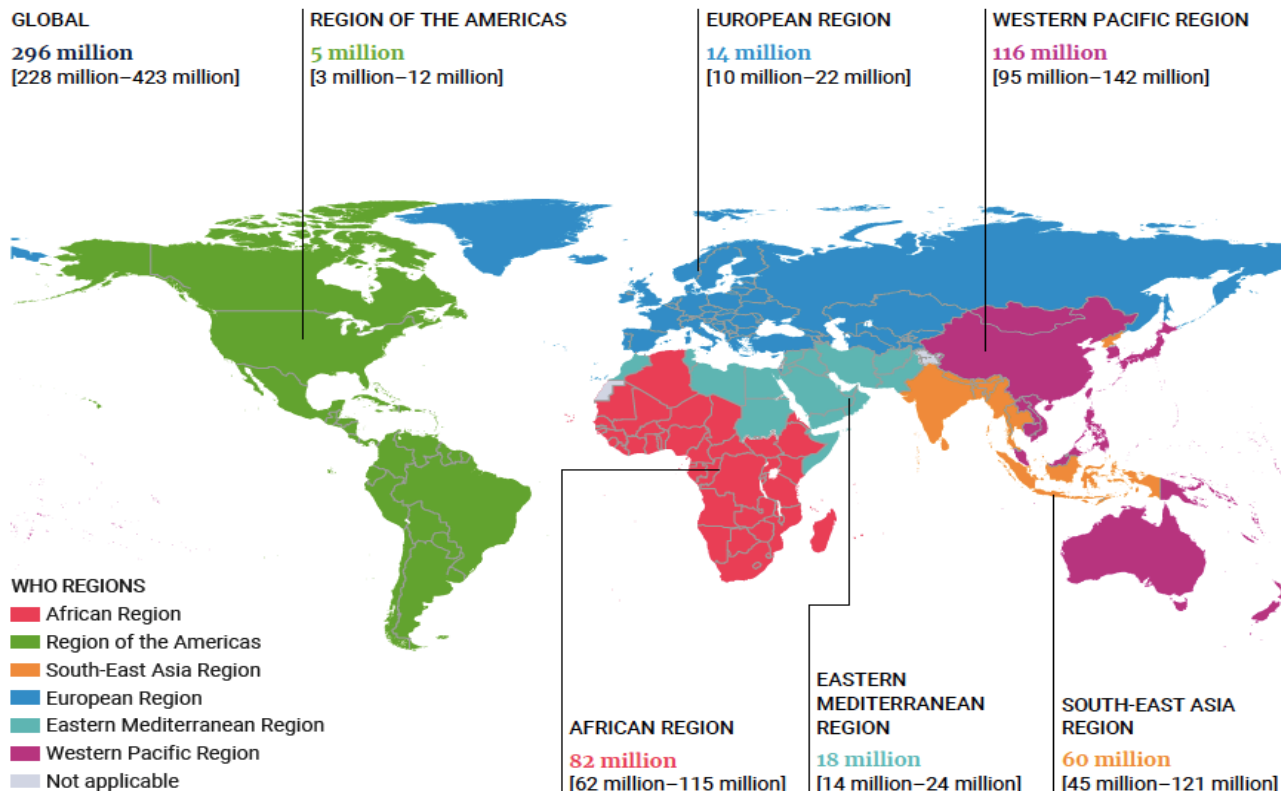 GLOBAL
296 million
[228 million–423 million]
REGION OF THE AMERICAS
5 million
[3 million–12 million]
EUROPEAN REGION
14 million
[10 million–22 million]
WESTERN PACIFIC REGION
116 million
[95 million–142 million]
WHO REGIONS
African Region
Region of the Americas
South-East Asia Region
European Region
Eastern Mediterranean Region
Western Pacific Region
Not applicable
AFRICAN REGION
82 million
[62 million–115 million]
EASTERN
MEDITERRANEAN
REGION
18 million
[14 million–24 million]
SOUTH-EAST ASIA
REGION
60 million
[45 million–121 million]